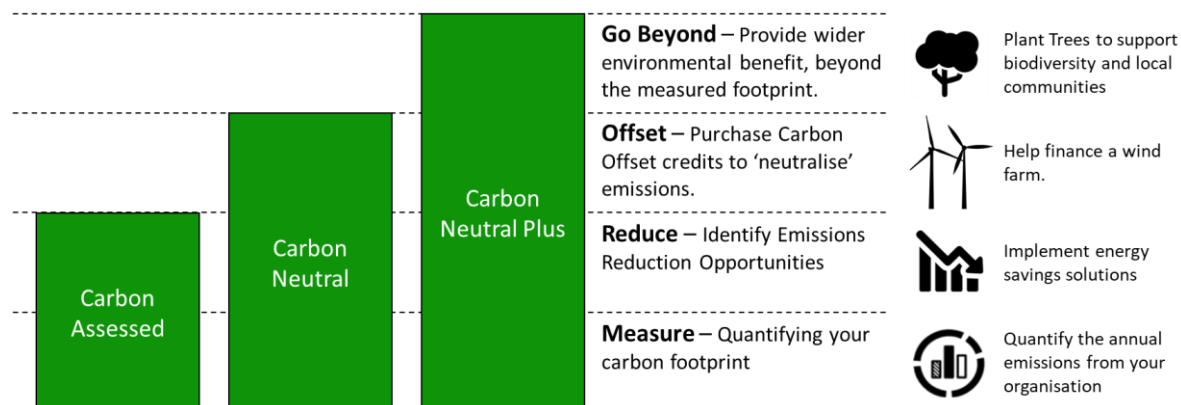 Carbon
Assessed
Carbon
Neutral
Carbon
Neutral Plus
Go Beyond – Provide wider
environmental benefit, beyond
the measured footprint.
Plant Trees to support
biodiversity and local
communities
Offset – Purchase Carbon
Offset credits to ‘neutralise’
emissions.
Help finance a wind
farm.
Reduce – Identify Emissions
Reduction Opportunities
Implement energy
savings solutions
Measure – Quantifying your
carbon footprint
Quantify the annual
emissions from your
organisation